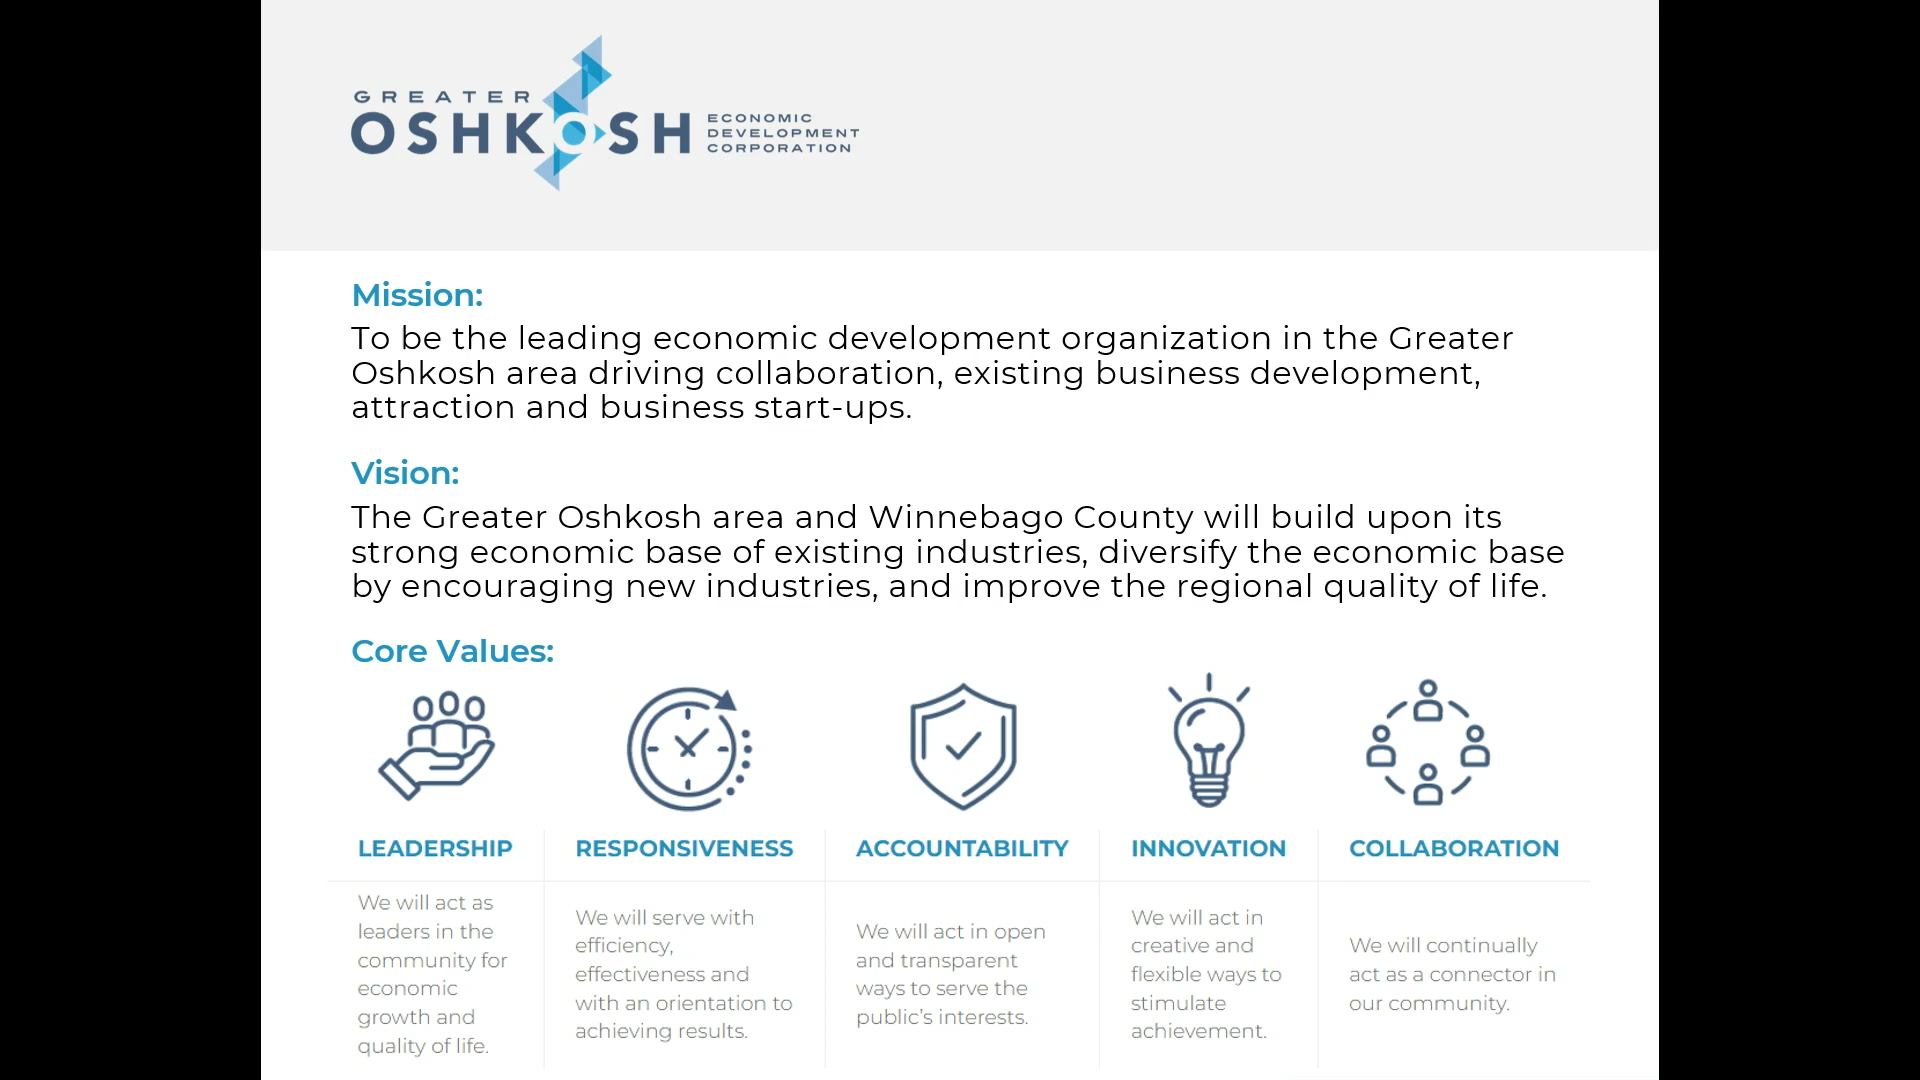 GREATER
OSHKOSH
ECONOMIC
DEVELOPMENT
CORPORATION
Mission:
To be the leading economic development organization in the Greater
Oshkosh area driving collaboration, existing business development,
attraction and business start-ups.
Vision:
The Greater Oshkosh area and Winnebago County will build upon its
strong economic base of existing industries, diversify the economic base
by encouraging new industries, and improve the regional quality of life.
Core Values:
LEADERSHIP
We will act as
leaders in the
community for
economic
growth and
quality of life.
RESPONSIVENESS
We will serve with
efficiency,
effectiveness and
with an orientation to
achieving results.
ACCOUNTABILITY
We will act in open
and transparent
ways to serve the
public's interests.
INNOVATION
We will act in
creative and
flexible ways to
stimulate
achievement.
COLLABORATION
We will continually
act as a connector in
our community.